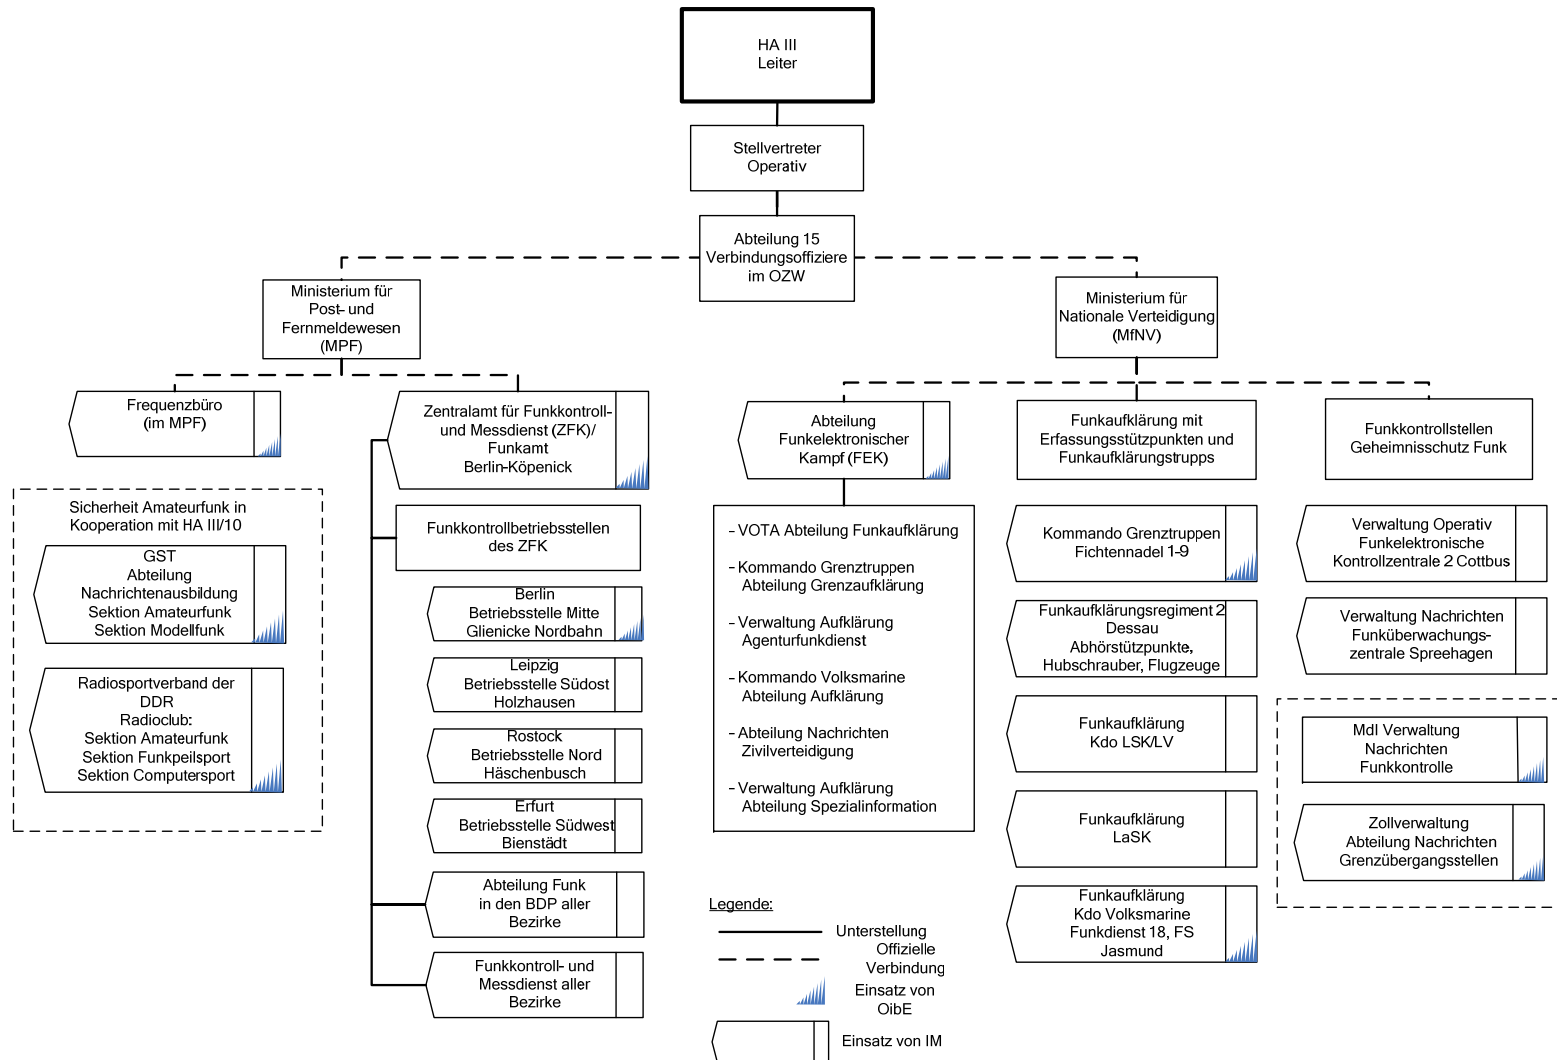 HA III
Leiter
Stellvertreter
Operativ
Abteilung 15
Verbindungsoffiziere
im OZW
Ministerium für
Post- und
Fernmeldewesen
(MPF)
Ministerium für
Nationale Verteidigung
(MfNV)
Frequenzbüro
(im MPF)
Sicherheit Amateurfunk in
Kooperation mit HA III/10
GST
Abteilung
Nachrichtenausbildung
Sektion Amateurfunk
Sektion Modellfunk
Radiosportverband der
DDR
Radioclub:
Sektion Amateurfunk
Sektion Funkpeilsport
Sektion Computersport
Zentralamt für Funkkontroll-
und Messdienst (ZFK)/
Funkamt
Berlin-Köpenick
Funkkontrollbetriebsstellen
des ZFK
Berlin
Betriebsstelle Mitte
Glienicke Nordbahn
Leipzig
Betriebsstelle Südost
Holzhausen
Rostock
Betriebsstelle Nord
Häschenbusch
Erfurt
Betriebsstelle Südwest
Bienstädt
Abteilung Funk
in den BDP aller
Bezirke
Funkkontroll- und
Messdienst aller
Bezirke
Abteilung
Funkelektronischer
Kampf (FEK)
- VOTA Abteilung Funkaufklärung
- Kommando Grenztruppen
Abteilung Grenzaufklärung
- Verwaltung Aufklärung
Agenturfunkdienst
- Kommando Volksmarine
Abteilung Aufklärung
- Abteilung Nachrichten
Zivilverteidigung
- Verwaltung Aufklärung
Abteilung Spezialinformation
Funkaufklärung mit
Erfassungsstützpunkten und
Funkaufklärungstrupps
Kommando Grenztruppen
Fichtennadel 1-9
Funkaufklärungsregiment 2
Dessau
Abhörstützpunkte,
Hubschrauber, Flugzeuge
Funkaufklärung
Kdo LSK/LV
Funkaufklärung
LaSK
Funkaufklärung
Kdo Volksmarine
Funkdienst 18, FS
Jasmund
Funkkontrollstellen
Geheimnisschutz Funk
Verwaltung Operativ
Funkelektronische
Kontrollzentrale 2 Cottbus
Verwaltung Nachrichten
Funküberwachungs-
zentrale Spreehagen
MdI Verwaltung
Nachrichten
Funkkontrolle
Zollverwaltung
Abteilung Nachrichten
Grenzübergangsstellen
Legende:
Unterstellung
Offizielle
Verbindung
Einsatz von
OibE
Einsatz von IM